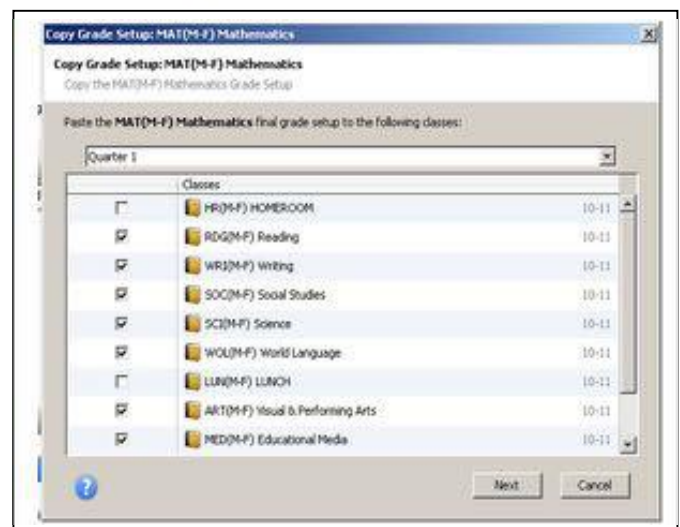 Copy Grade Setup: MAT(M-F) Mathematics
Copy Grade Setup: MAT(M-F) Mathematics
Copy the MAT(M-F) Mathematics Grade Setup
Paste the MAT(M-F) Mathematics final grade setup to the following classes:
Quarter 1
Classes
HR(M-F) HOMEROOM 10-11
RDG(M-F) Reading 10-11
WRI(M-F) Writing 10-11
SOC(M-F) Social Studies 10-11
SCI(M-F) Science 10-11
WOL(M-F) World Language 10-11
LUN(M-F) LUNCH 10-11
ART(M-F) Visual & Performing Arts 10-11
MED(M-F) Educational Media 10-11
?
Next Cancel